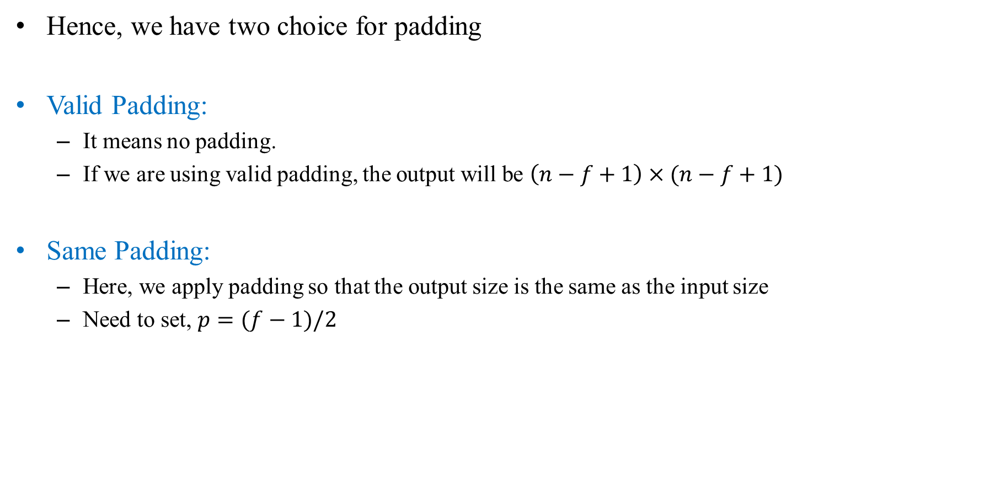 • Hence, we have two choice for padding
• Valid Padding:
– It means no padding.
– If we are using valid padding, the output will be (𝑛 − 𝑓 + 1) × (𝑛 − 𝑓 + 1)
• Same Padding:
– Here, we apply padding so that the output size is the same as the input size
– Need to set, 𝑝 = (𝑓 − 1)/2